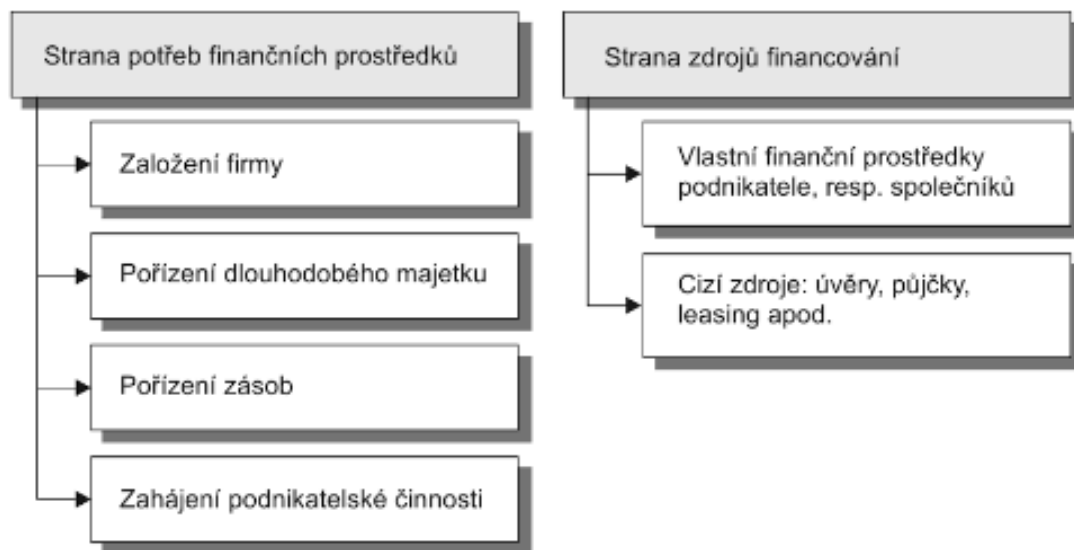 Strana potřeb finančních prostředků
Založení firmy
Pořízení dlouhodobého majetku
Pořízení zásob
Zahájení podnikatelské činnosti
Strana zdrojů financování
Vlastní finanční prostředky
podnikatele, resp. společníků
Cizí zdroje: úvěry, půjčky,
leasing apod.